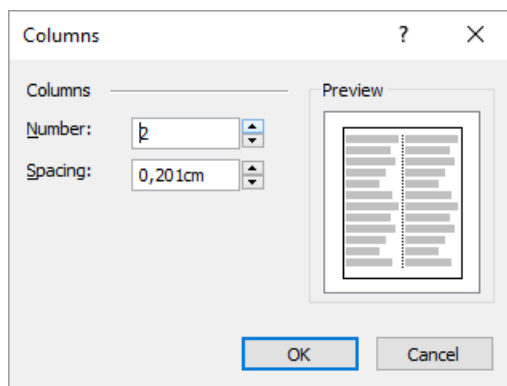 Columns
?
Columns
Preview
Number:
2
Spacing:
0,201cm
OK
Cancel